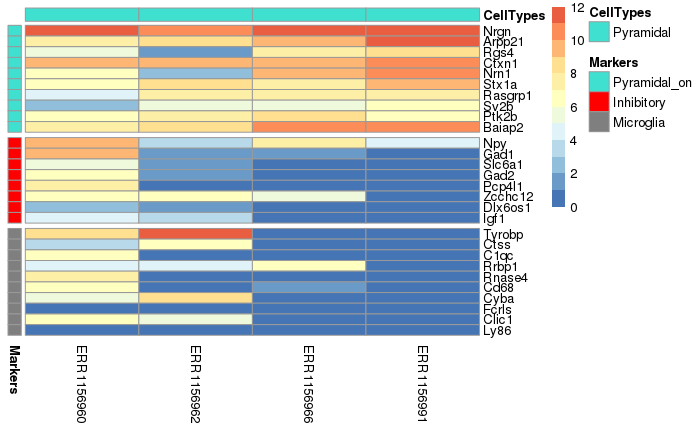 CellTypes
Nrgn
Arpp21
Rgs4
Ctxn1
Nrn1
Stx1a
Rasgrp1
Sv2b
Ptk2b
Baiap2
Npy
Gad1
Slc6a1
Gad2
Pcp4l1
Zcchc12
Dlx6os1
Igf1
Tyrobp
Ctss
C1qc
Rrbp1
Rnase4
Cd68
Cyba
Fcrls
Clic1
Ly86
Markers
ERR1156960
ERR1156962
ERR1156966
ERR1156991
12
10
8
6
4
2
0
CellTypes
Pyramidal
Markers
Pyramidal_on
Inhibitory
Microglia